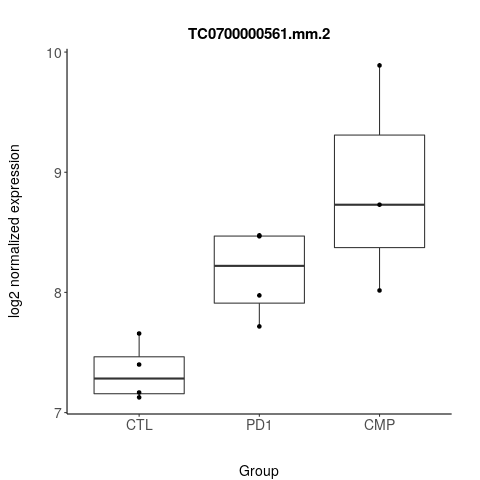 TC0700000561.mm.2
log2 normalized expression
10
9
8
7
CTL PD1 CMP
Group